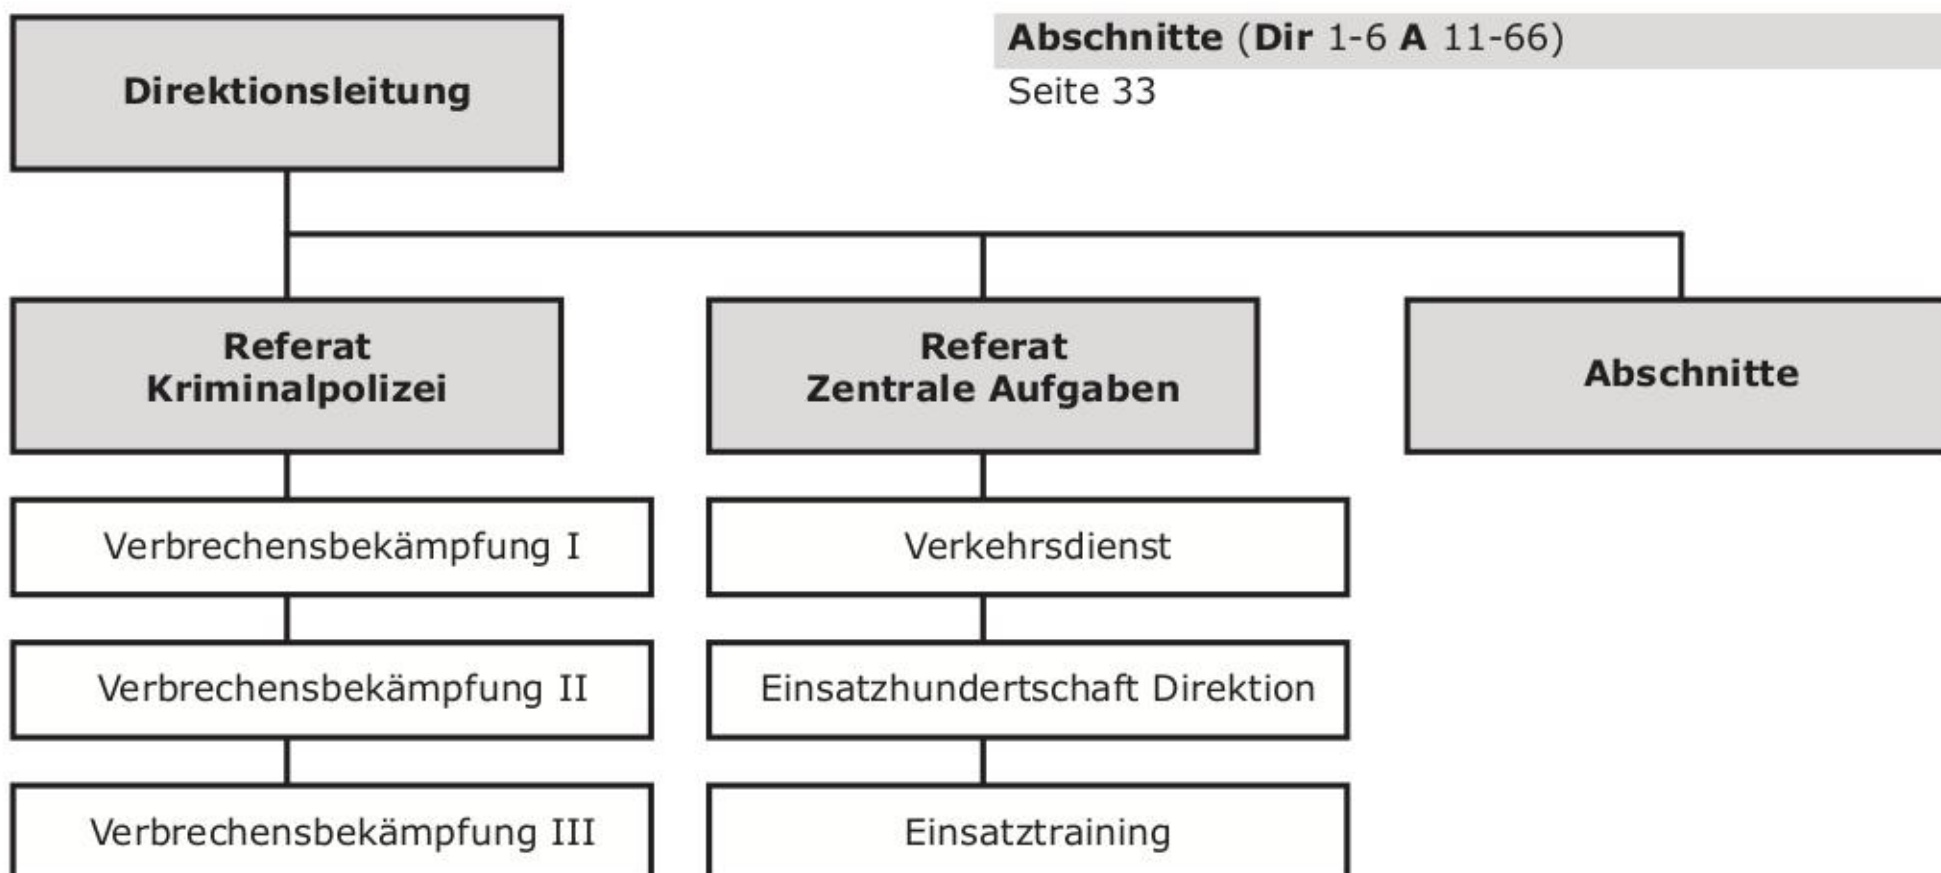 Direktionsleitung
Abschnitte (Dir 1-6 A 11-66)
Seite 33
Referat
Kriminalpolizei
Referat
Zentrale Aufgaben
Abschnitte
Verbrechensbekämpfung I
Verkehrsdienst
Verbrechensbekämpfung II
Einsatzhundertschaft Direktion
Verbrechensbekämpfung III
Einsatztraining